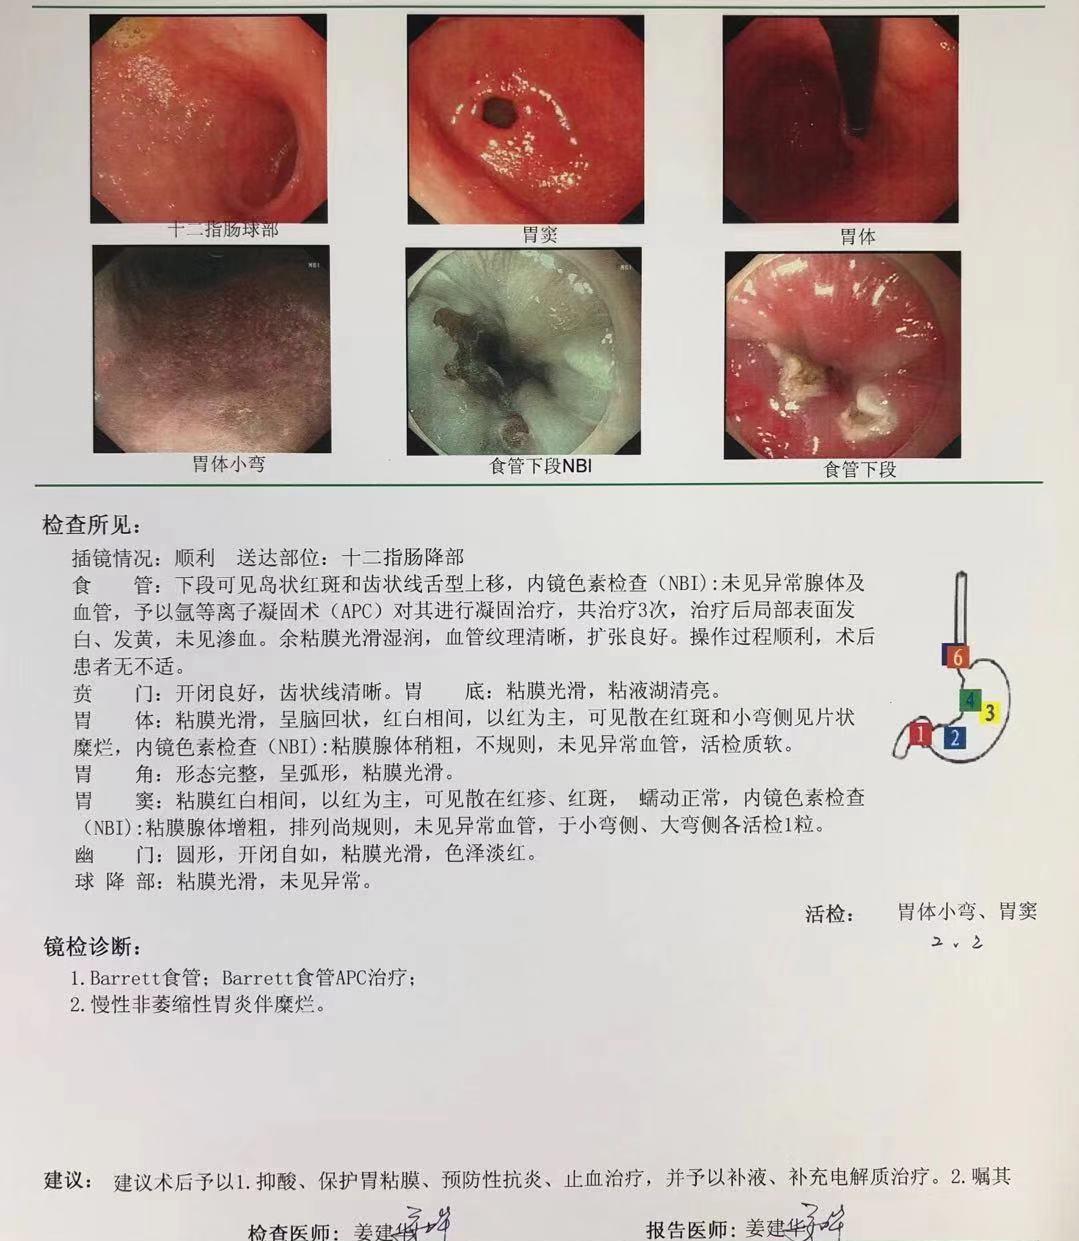 十二指肠球部
胃窦
胃体
NBI
NBI
胃体小弯
食管下段NBI
食管下段
检查所见：
插镜情况：顺利 送达部位：十二指肠降部
食 管：下段可见岛状红斑和齿状线舌型上移，内镜色素检查（NBI）:未见异常腺体及
血管，予以氩等离子凝固术（APC）对其进行凝固治疗，共治疗3次，治疗后局部表面发
白、发黄，未见渗血。余粘膜光滑湿润，血管纹理清晰，扩张良好。操作过程顺利，术后
患者无不适。
贲 门：开闭良好，齿状线清晰。胃 底：粘膜光滑，粘液湖清亮。
胃 体：粘膜光滑，呈脑回状，红白相间，以红为主，可见散在红斑和小弯侧见片状
糜烂，内镜色素检查（NBI）:粘膜腺体稍粗，不规则，未见异常血管，活检质软。
胃 角：形态完整，呈弧形，粘膜光滑。
胃 窦：粘膜红白相间，以红为主，可见散在红疹、红斑， 蠕动正常，内镜色素检查
（NBI）:粘膜腺体增粗，排列尚规则，未见异常血管，于小弯侧、大弯侧各活检1粒。
幽 门：圆形，开闭自如，粘膜光滑，色泽淡红。
球 降 部：粘膜光滑，未见异常。
6
4
3
1
2
活检： 胃体小弯、胃窦
2、2
镜检诊断：
1.Barrett食管；Barrett食管APC治疗；
2.慢性非萎缩性胃炎伴糜烂。
建议： 建议术后予以1.抑酸、保护胃粘膜、预防性抗炎、止血治疗，并予以补液、补充电解质治疗。2.嘱其
检查医师：姜建华 报告医师：姜建华